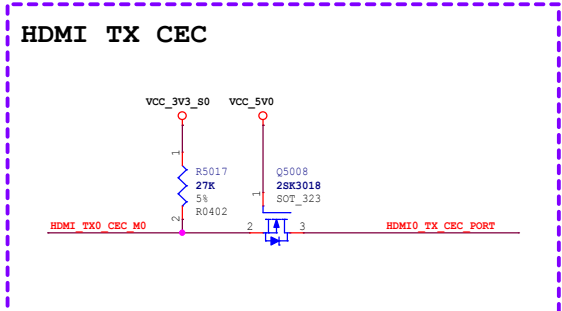 HDMI TX CEC
VCC_3V3_S0 VCC_5V0
1
R5017
27K
5%
R0402
2
1
Q5008
2SK3018
SOT_323
HDMI_TX0_CEC_M0
2
3
HDMI0_TX_CEC_PORT